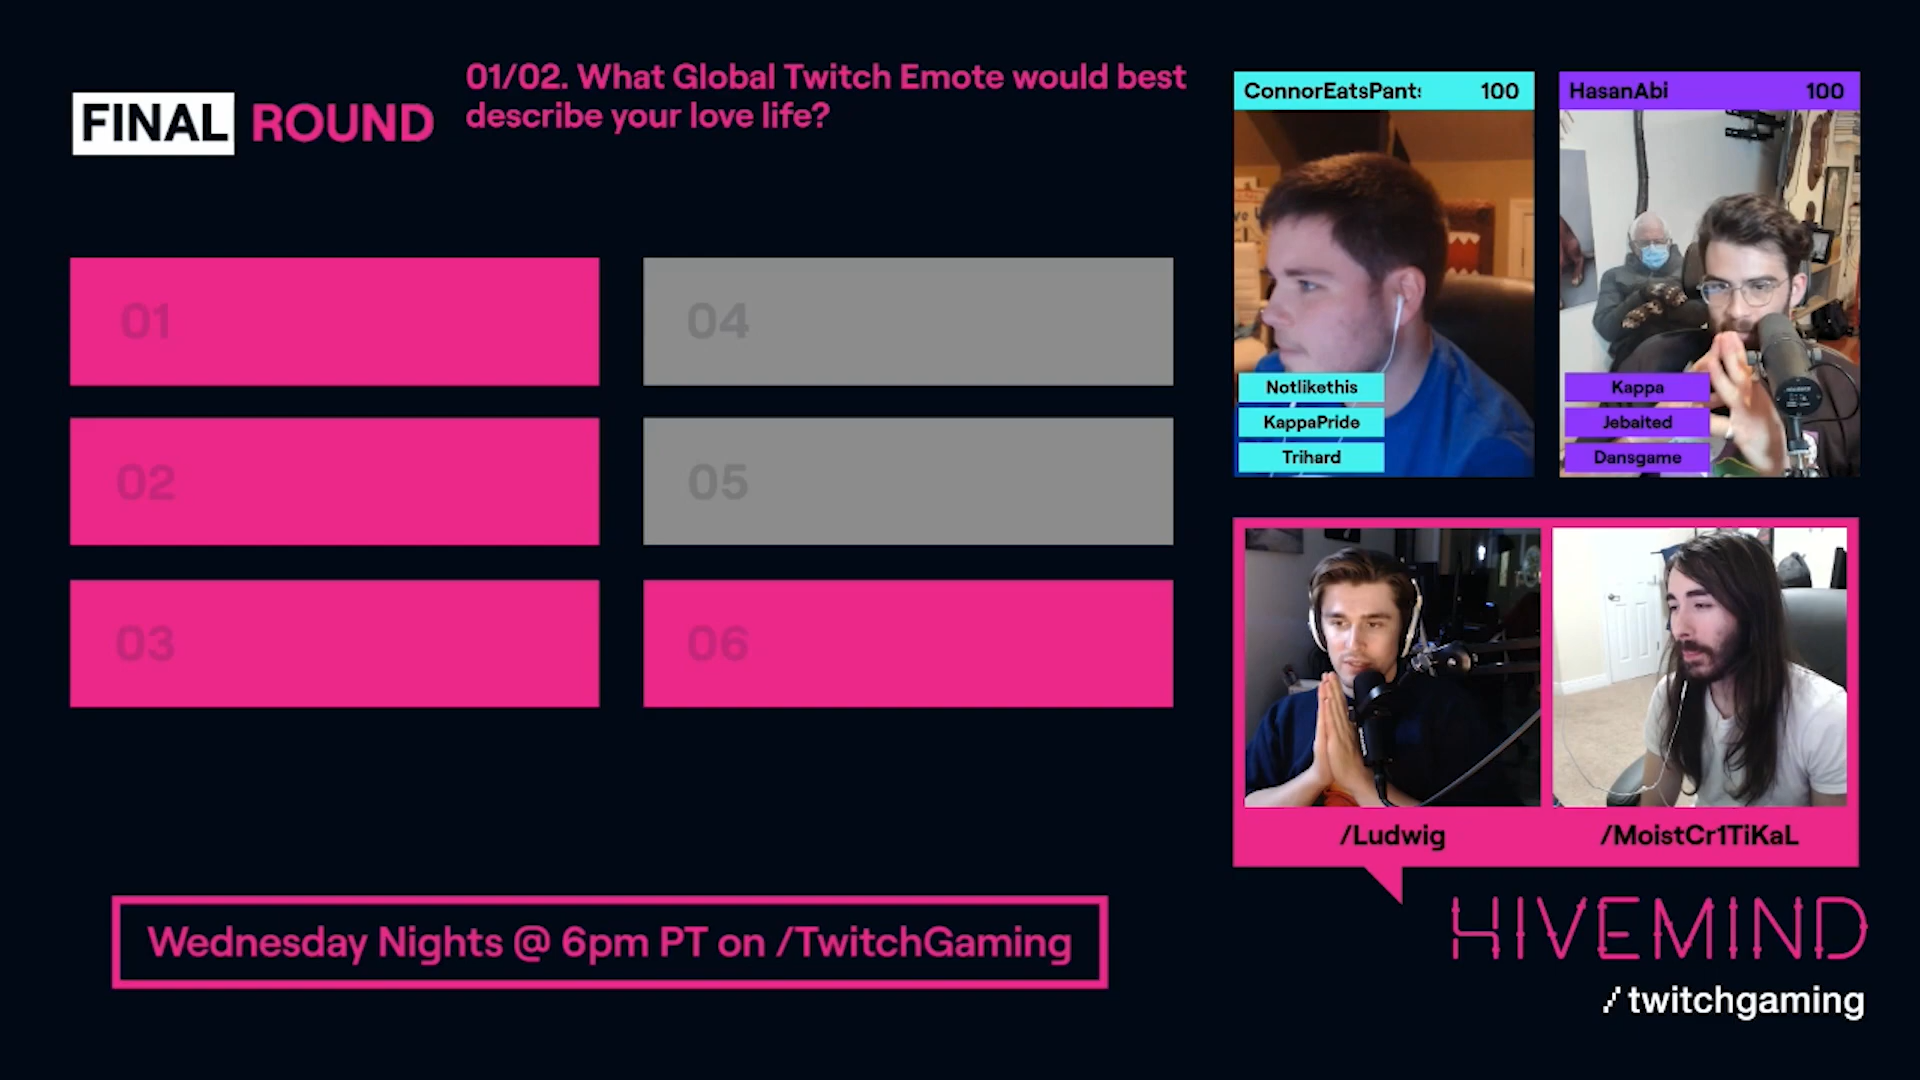 FINAL ROUND
01/02. What Global Twitch Emote would best
describe your love life?
01
02
03
04
05
06
ConnorEatsPants 100
Notlikethis
KappaPride
Trihard
HasanAbi 100
Kappa
Jebaited
Dansgame
/Ludwig
/MoistCr1TiKaL
Wednesday Nights @ 6pm PT on /TwitchGaming
HIVEMIND
/twitchgaming